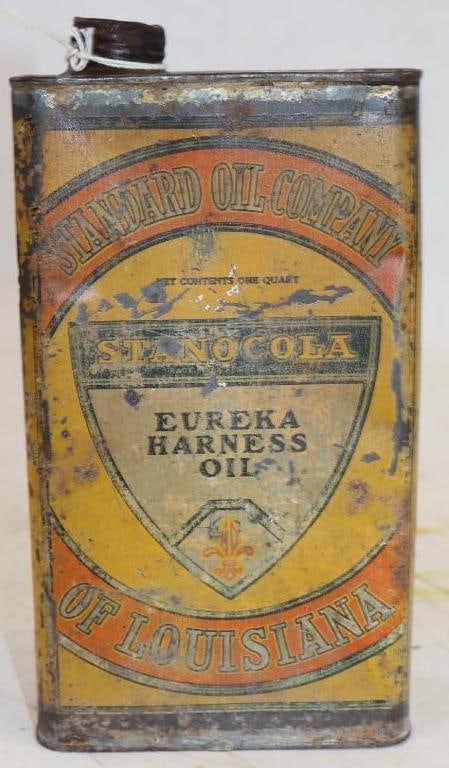 STANDARD OIL COMPANY
NET CONTENTS ONE QUART
STANOCOLA
EUREKA
HARNESS
OIL
OF LOUISIANA